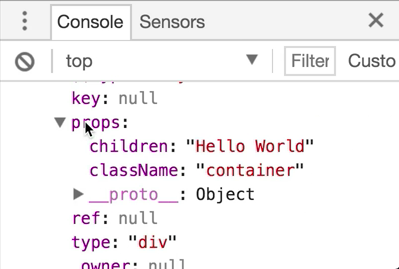 Console Sensors
top Filter Custo
key: null
props:
children: "Hello World"
className: "container"
__proto__: Object
ref: null
type: "div"
_owner: null